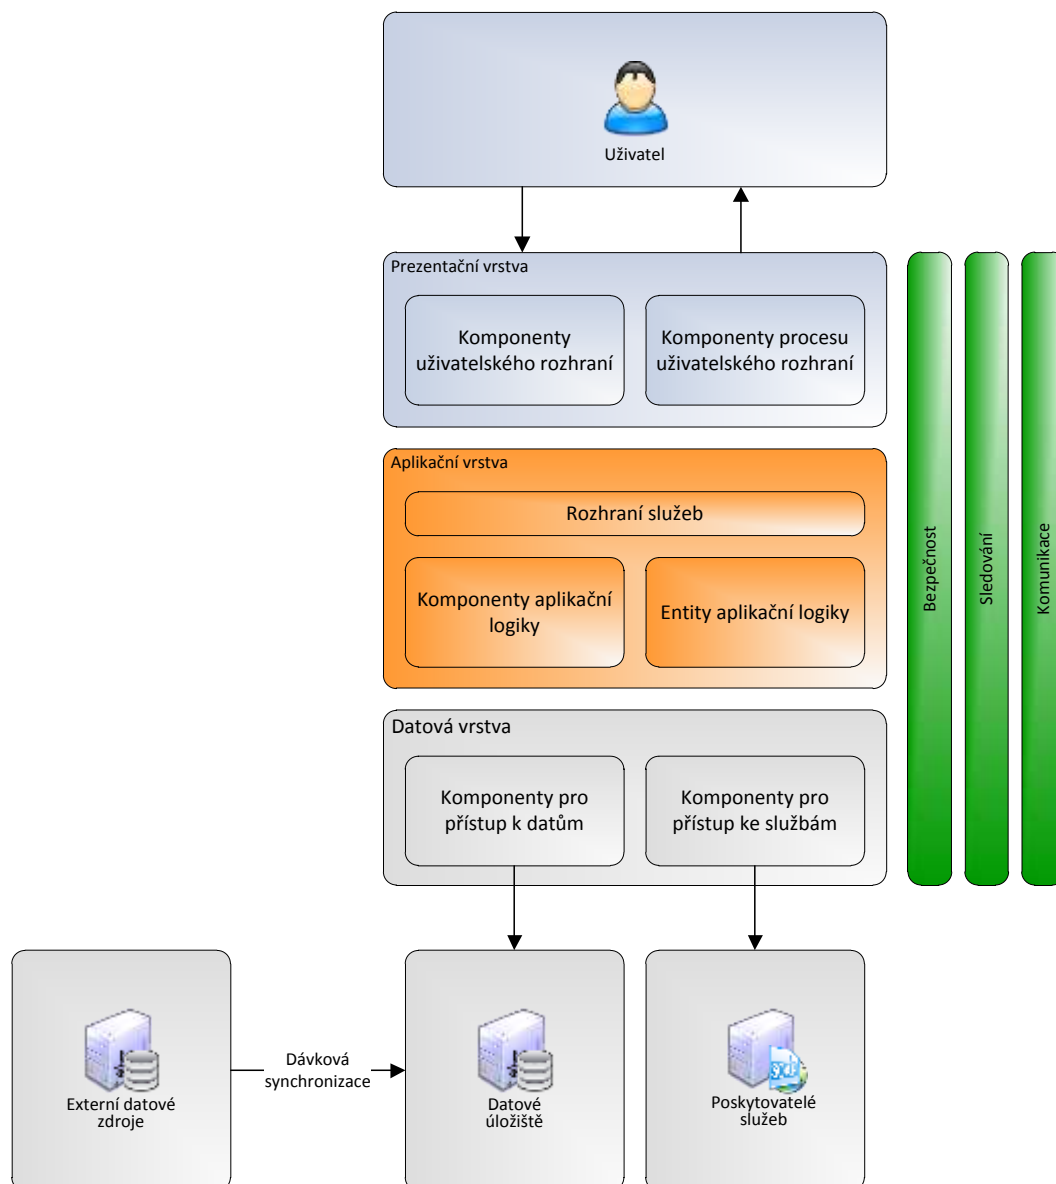 Uživatel
Prezentační vrstva
Komponenty
uživatelského rozhraní
Komponenty procesu
uživatelského rozhraní
Aplikační vrstva
Rozhraní služeb
Komponenty aplikační
logiky
Entity aplikační logiky
Datová vrstva
Komponenty pro
přístup k datům
Komponenty pro
přístup ke službám
Bezpečnost
Sledování
Komunikace
Externí datové
zdroje
Dávková
synchronizace
Datové
úložiště
Poskytovatelé
služeb